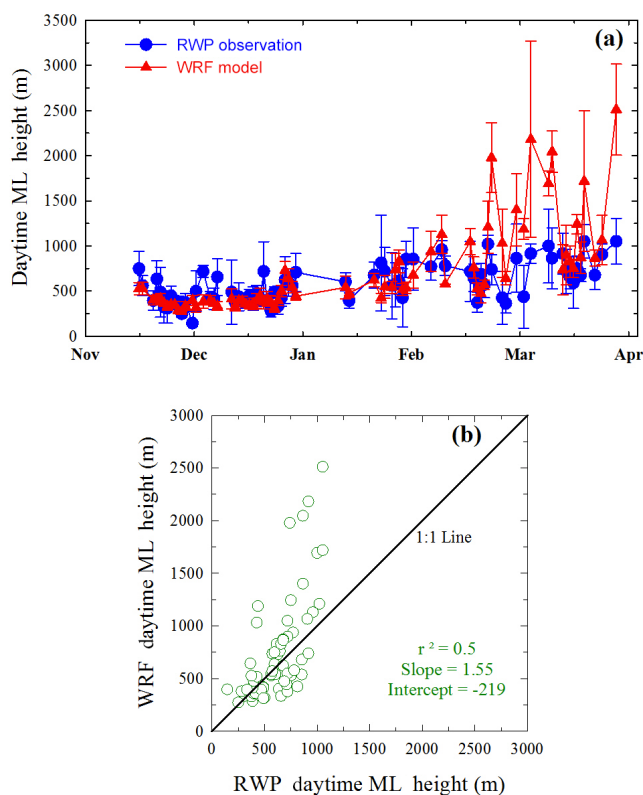 3500
3000
2500
2000
1500
1000
500
0
Daytime ML height (m)
RWP observation
WRF model
(a)
Nov Dec Jan Feb Mar Apr
(b)
3000
2500
2000
1500
1000
500
0
WRF daytime ML height (m)
1:1 Line
r² = 0.5
Slope = 1.55
Intercept = -219
0 500 1000 1500 2000 2500 3000
RWP daytime ML height (m)